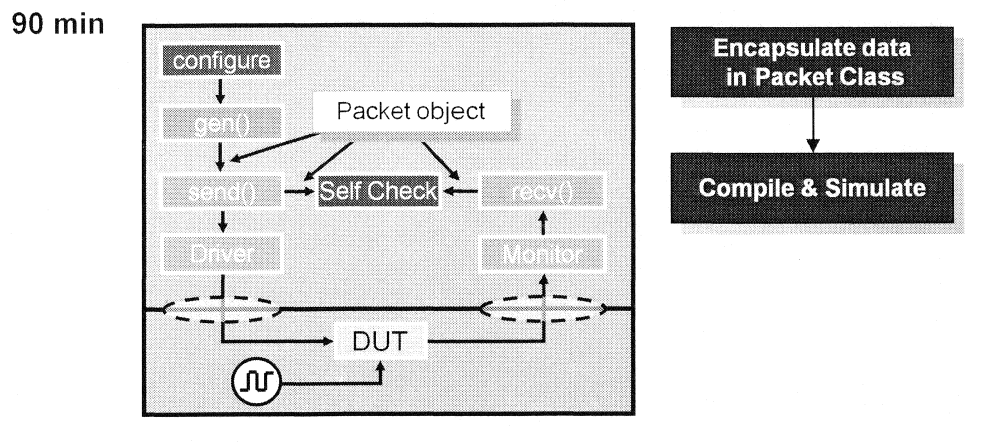 90 min
configure
gen()
Packet object
send()
Self Check
recv()
Driver
Monitor
DUT
Encapsulate data
in Packet Class
Compile & Simulate